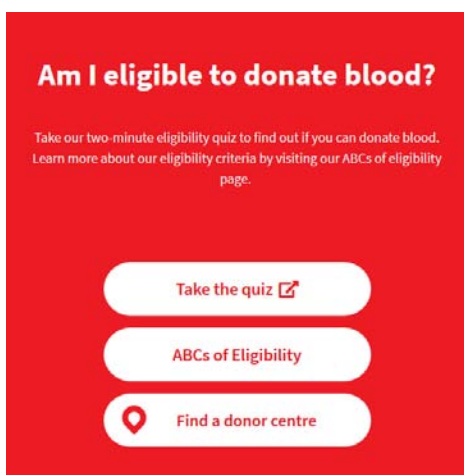 Am I eligible to donate blood?
Take our two-minute eligibility quiz to find out if you can donate blood.
Learn more about our eligibility criteria by visiting our ABCs of eligibility
page.
Take the quiz
ABCs of Eligibility
Find a donor centre